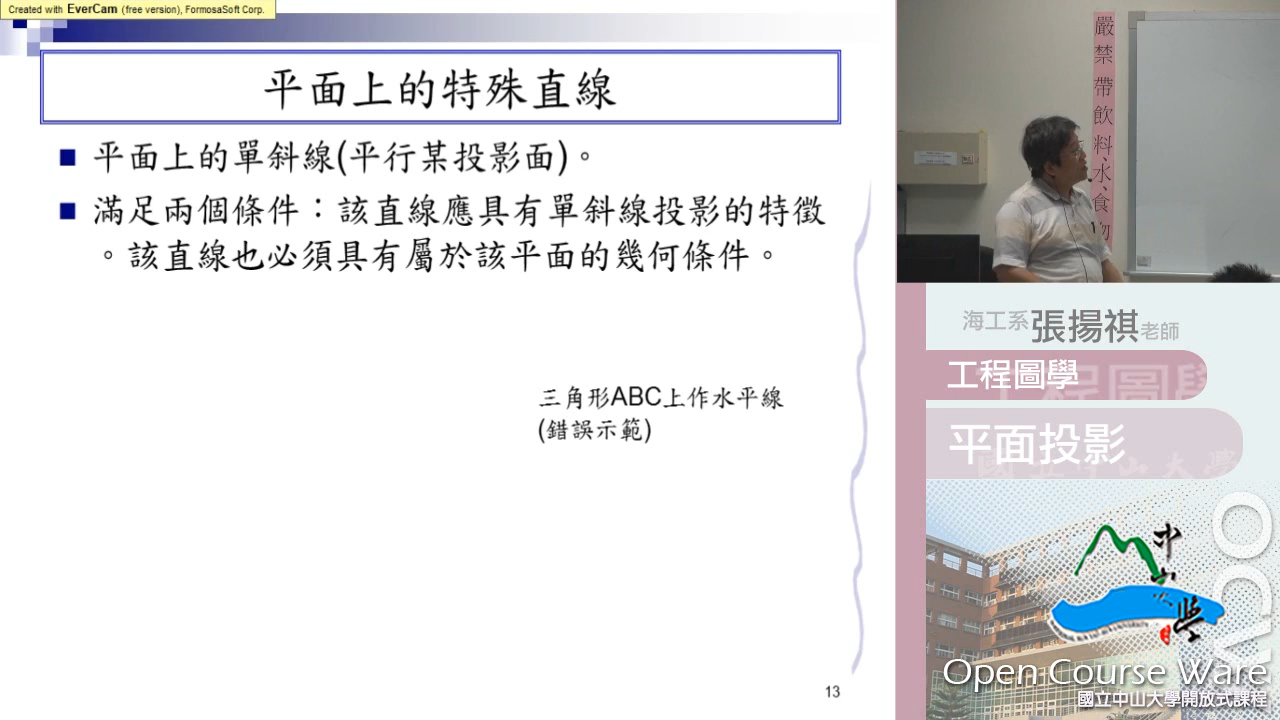 Created with EverCam (free version), FormosaSoft Corp.
平面上的特殊直線
平面上的單斜線(平行某投影面)。
滿足兩個條件：該直線應具有單斜線投影的特徵
。該直線也必須具有屬於該平面的幾何條件。
三角形ABC上作水平線
(錯誤示範)
13
嚴禁帶飲料、水、食物
海工系張揚祺老師
工程圖學
平面投影
中山大學
Open Course Ware
國立中山大學開放式課程